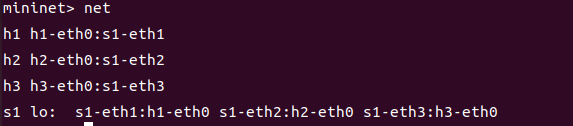 mininet> net
h1 h1-eth0:s1-eth1
h2 h2-eth0:s1-eth2
h3 h3-eth0:s1-eth3
s1 lo:  s1-eth1:h1-eth0 s1-eth2:h2-eth0 s1-eth3:h3-eth0